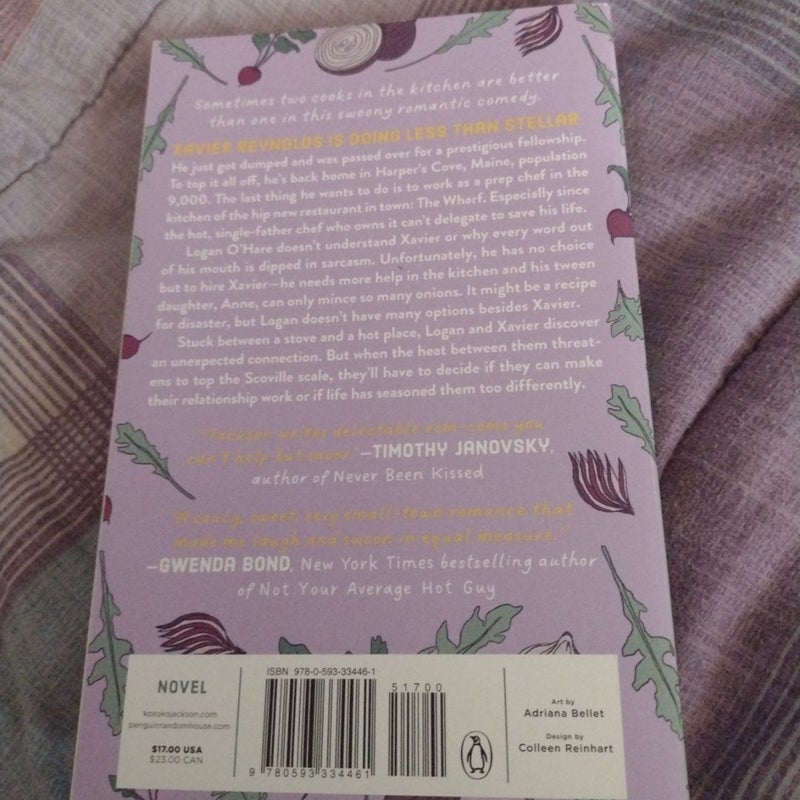 Sometimes two cooks in the kitchen are better
than one in this swoony romantic comedy.
XAVIER REYNOLDS IS DOING LESS THAN STELLAR
He just got dumped and was passed over for a prestigious fellowship.
To top it all off, he's back home in Harper's Cove, Maine, population
9,000. The last thing he wants to do is to work as a prep chef in the
kitchen of the hip new restaurant in town: The Wharf. Especially since
the hot, single-father chef who owns it can't delegate to save his life.
Logan O'Hare doesn't understand Xavier or why every word out
of his mouth is dipped in sarcasm. Unfortunately, he has no choice
but to hire Xavier—he needs more help in the kitchen and his tween
daughter, Anne, can only mince so many onions. It might be a recipe
for disaster, but Logan doesn't have many options besides Xavier.
Stuck between a stove and a hot place, Logan and Xavier discover
an unexpected connection. But when the heat between them threat-
ens to top the Scoville scale, they'll have to decide if they can make
their relationship work or if life has seasoned them too differently.
"Jackson writes delectable rom-coms you
can't help but savor."—TIMOTHY JANOVSKY,
author of Never Been Kissed
"A saucy, sweet, sexy small-town romance that
made me laugh and swoon in equal measure."
—GWENDA BOND, New York Times bestselling author
of Not Your Average Hot Guy
NOVEL
kosokojackson.com
penguinrandomhouse.com
$17.00 USA
$23.00 CAN
ISBN 978-0-593-33446-1
51700
9 780593 334461
Art by
Adriana Bellet
Design by
Colleen Reinhart